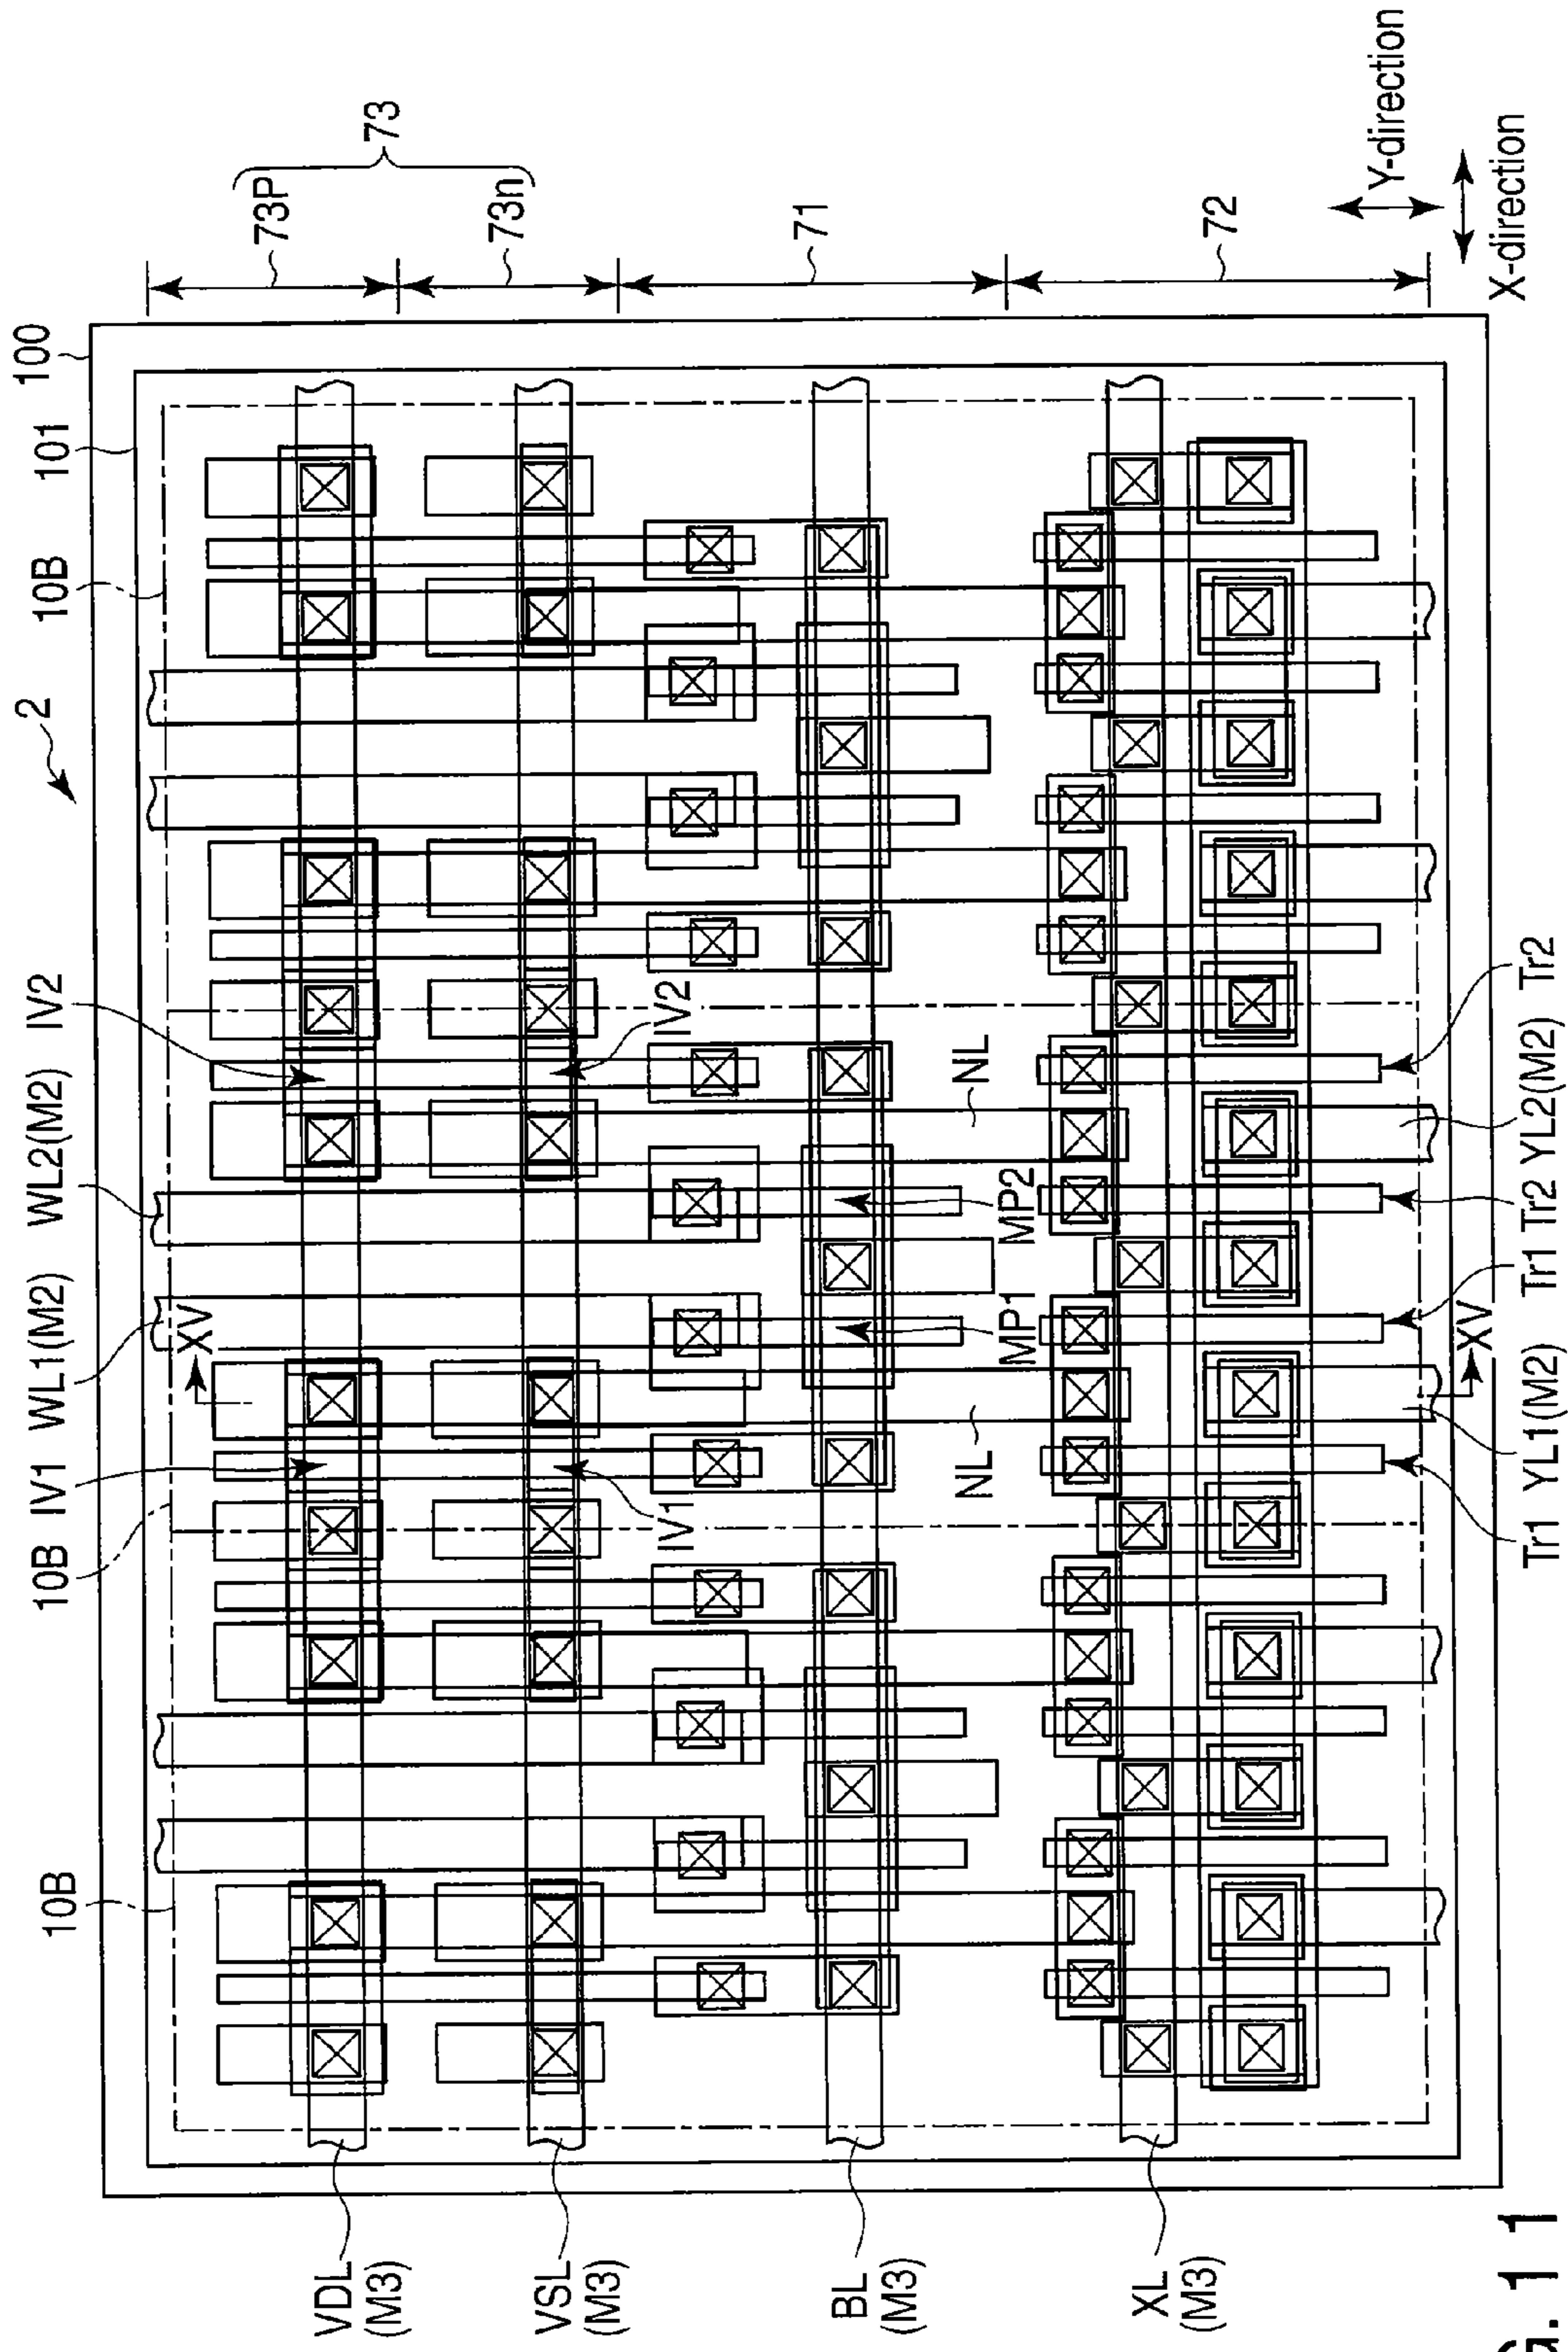 100
101
10B
2
IV2
WL2(M2)
WL1(M2)
IV1
10B
10B
73
73P
73n
71
72
Y-direction
X-direction
XV
IV2
IV1
NL
NL
MP2
MP1
XV
Tr2
YL2(M2)
Tr2
Tr1
YL1(M2)
Tr1
VDL
(M3)
VSL
(M3)
BL
(M3)
XL
(M3)
G. 11